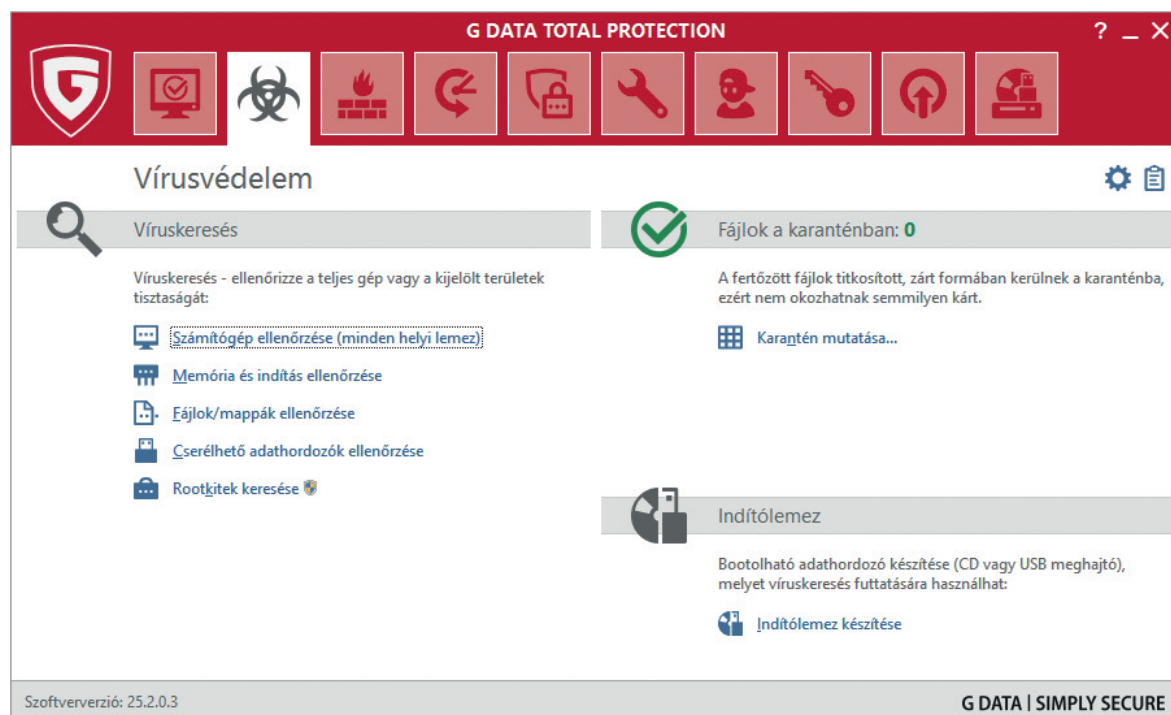 G DATA TOTAL PROTECTION
? _ X
G
Vírusvédelem
Víruskeresés
Víruskeresés - ellenőrizze a teljes gép vagy a kijelölt területek
tisztaságát:
Számítógép ellenőrzése (minden helyi lemez)
Memória és indítás ellenőrzése
Fájlok/mappák ellenőrzése
Cserélhető adathordozók ellenőrzése
Rootkitek keresése
Fájlok a karanténban: 0
A fertőzött fájlok titkosított, zárt formában kerülnek a karanténba,
ezért nem okozhatnak semmilyen kárt.
Karantén mutatása...
Indítólemez
Bootolható adathordozó készítése (CD vagy USB meghajtó),
melyet víruskeresés futtatására használhat:
Indítólemez készítése
Szoftververzió: 25.2.0.3
G DATA | SIMPLY SECURE